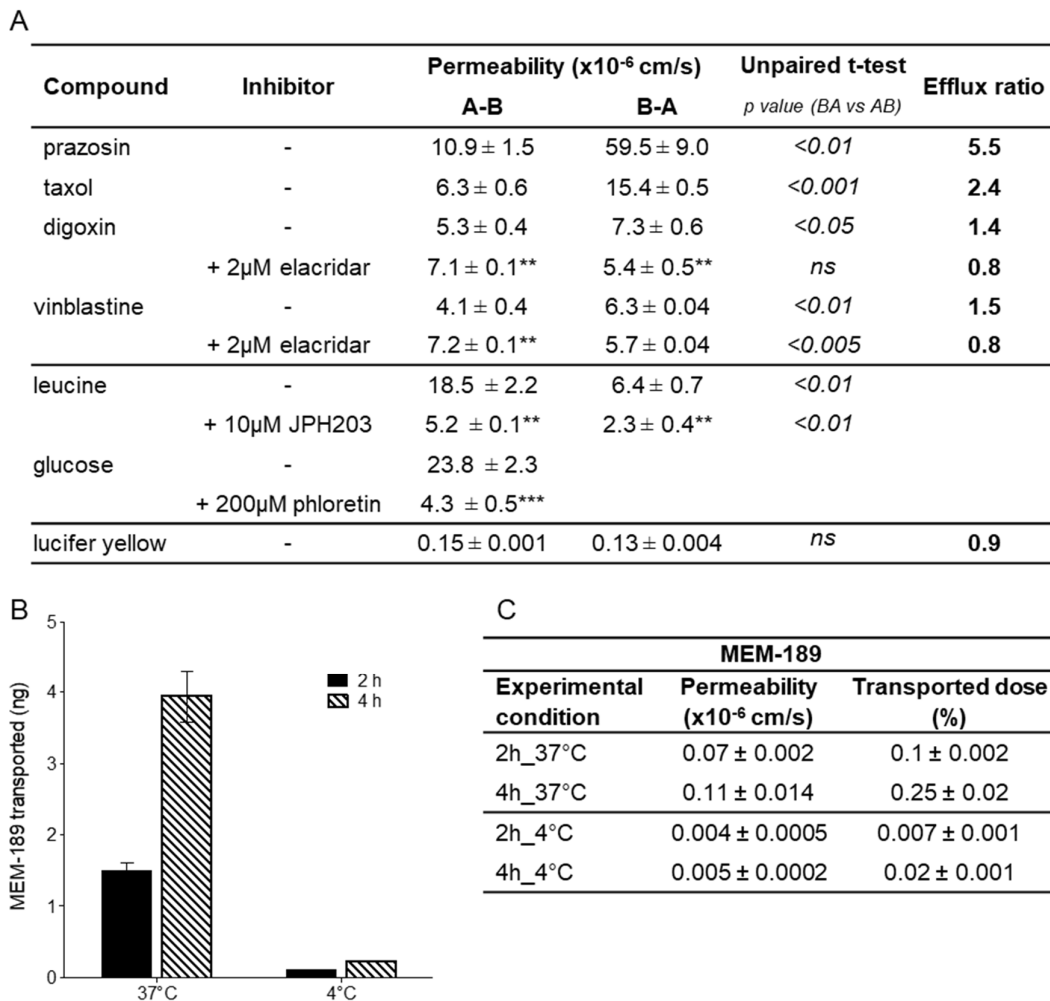 A
Compound Inhibitor Permeability (x10⁻⁶ cm/s) Unpaired t-test Efflux ratio
A-B B-A p value (BA vs AB)
prazosin - 10.9 ± 1.5 59.5 ± 9.0 <0.01 5.5
taxol - 6.3 ± 0.6 15.4 ± 0.5 <0.001 2.4
digoxin - 5.3 ± 0.4 7.3 ± 0.6 <0.05 1.4
+ 2µM elacridar 7.1 ± 0.1** 5.4 ± 0.5** ns 0.8
vinblastine - 4.1 ± 0.4 6.3 ± 0.04 <0.01 1.5
+ 2µM elacridar 7.2 ± 0.1** 5.7 ± 0.04 <0.005 0.8
leucine - 18.5 ± 2.2 6.4 ± 0.7 <0.01
+ 10µM JPH203 5.2 ± 0.1** 2.3 ± 0.4** <0.01
glucose - 23.8 ± 2.3
+ 200µM phloretin 4.3 ± 0.5***
lucifer yellow - 0.15 ± 0.001 0.13 ± 0.004 ns 0.9
B
MEM-189 transported (ng)
5
4
3
2
1
0
2 h
4 h
37°C 4°C
C
MEM-189
Experimental condition Permeability (x10⁻⁶ cm/s) Transported dose (%)
2h_37°C 0.07 ± 0.002 0.1 ± 0.002
4h_37°C 0.11 ± 0.014 0.25 ± 0.02
2h_4°C 0.004 ± 0.0005 0.007 ± 0.001
4h_4°C 0.005 ± 0.0002 0.02 ± 0.001